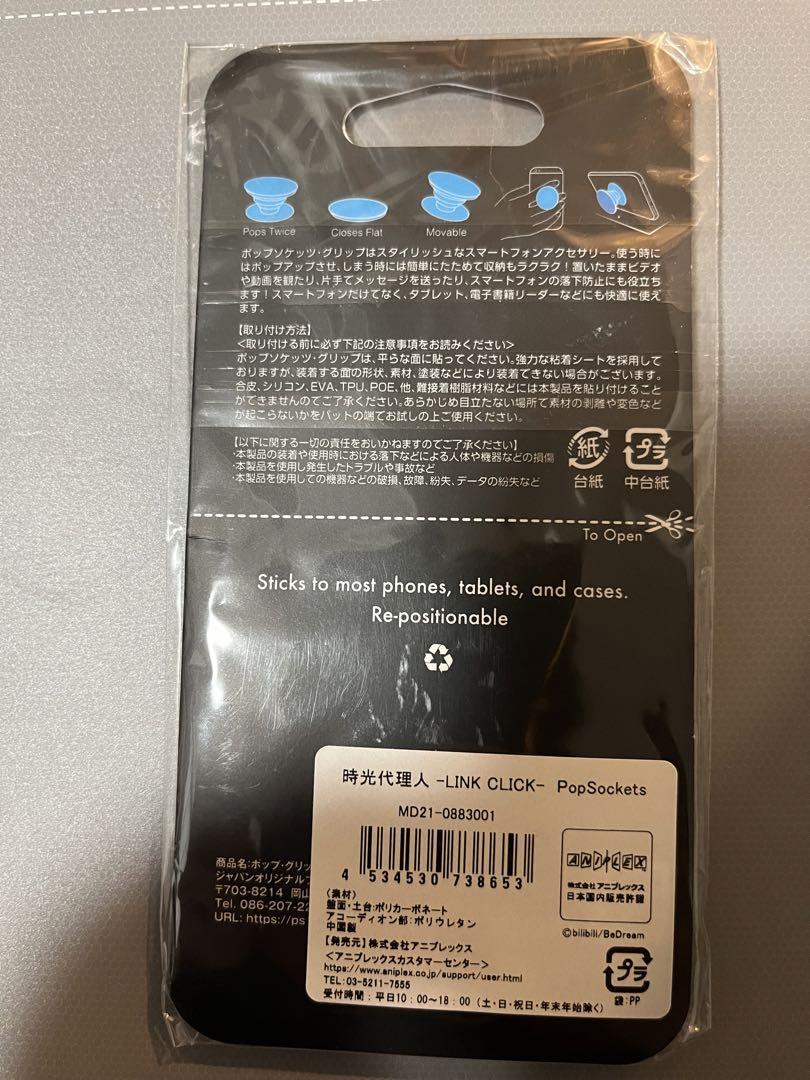 Pops Twice
Closes Flat
Movable
ポップソケッツ・グリップはスタイリッシュなスマートフォンアクセサリー。使う時に
はポップアップさせ、しまう時には簡単にたためて収納もラクラク!置いたままビデオ
や動画を観たり、片手でメッセージを送ったり、スマートフォンの落下防止にも役立ち
ます!スマートフォンだけでなく、タブレット、電子書籍リーダーなどにも快適に使え
ます。
【取り付け方法】
<取り付ける前に必ず下記の注意事項をお読みください>
ポップソケッツ・グリップは、平らな面に貼ってください。強力な粘着シートを採用して
おりますが、装着する面の形状、素材、塗装などにより装着できない場合がございます。
合皮、シリコン、EVA、TPU、POE、他、難接着樹脂材料などには本製品を貼り付けること
ができませんのでご了承ください。あらかじめ目立たない場所で素材の剥離や変色など
が起こらないかをパットの端でお試しの上ご使用ください。
【以下に関する一切の責任をおいかねますのでご了承ください】
・本製品の装着や使用時における落下などによる人体や機器などの損傷
・本製品を使用し発生したトラブルや事故など
・本製品を使用しての機器などの破損、故障、紛失、データの紛失など
紙
台紙
プラ
中台紙
To Open
Sticks to most phones, tablets, and cases.
Re-positionable
商品名:ポップ・グリッ
ジャパンオリジナルコ
〒703-8214 岡山
Tel. 086-207-22
URL: https://ps
時光代理人 -LINK CLICK- PopSockets
MD21-0883001
4 534530 738653
(素材)
盤面・土台:ポリカーボネート
アコーディオン部:ポリウレタン
中国製
【発売元】株式会社アニプレックス
<アニプレックスカスタマーセンター>
https://www.aniplex.co.jp/support/user.html
TEL:03-5211-7555
受付時間:平日10:00~18:00(土・日・祝日・年末年始除く)
ANIPLEX
株式会社アニプレックス
日本国内販売許諾
©bilibili/BeDream
プラ
袋:PP